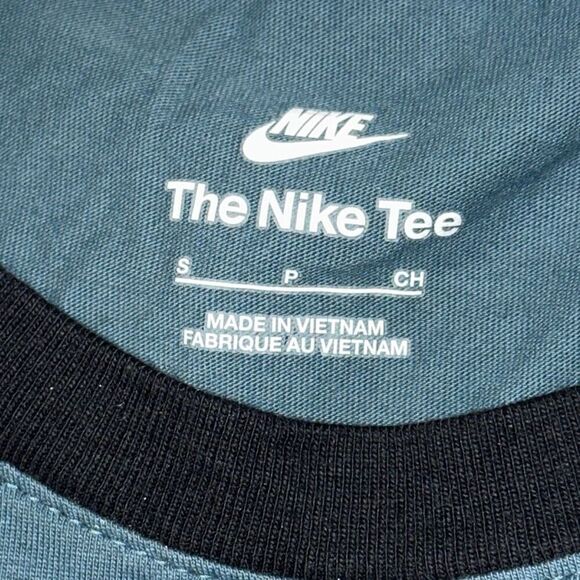 NIKE
The Nike Tee
S P CH
MADE IN VIETNAM
FABRIQUE AU VIETNAM